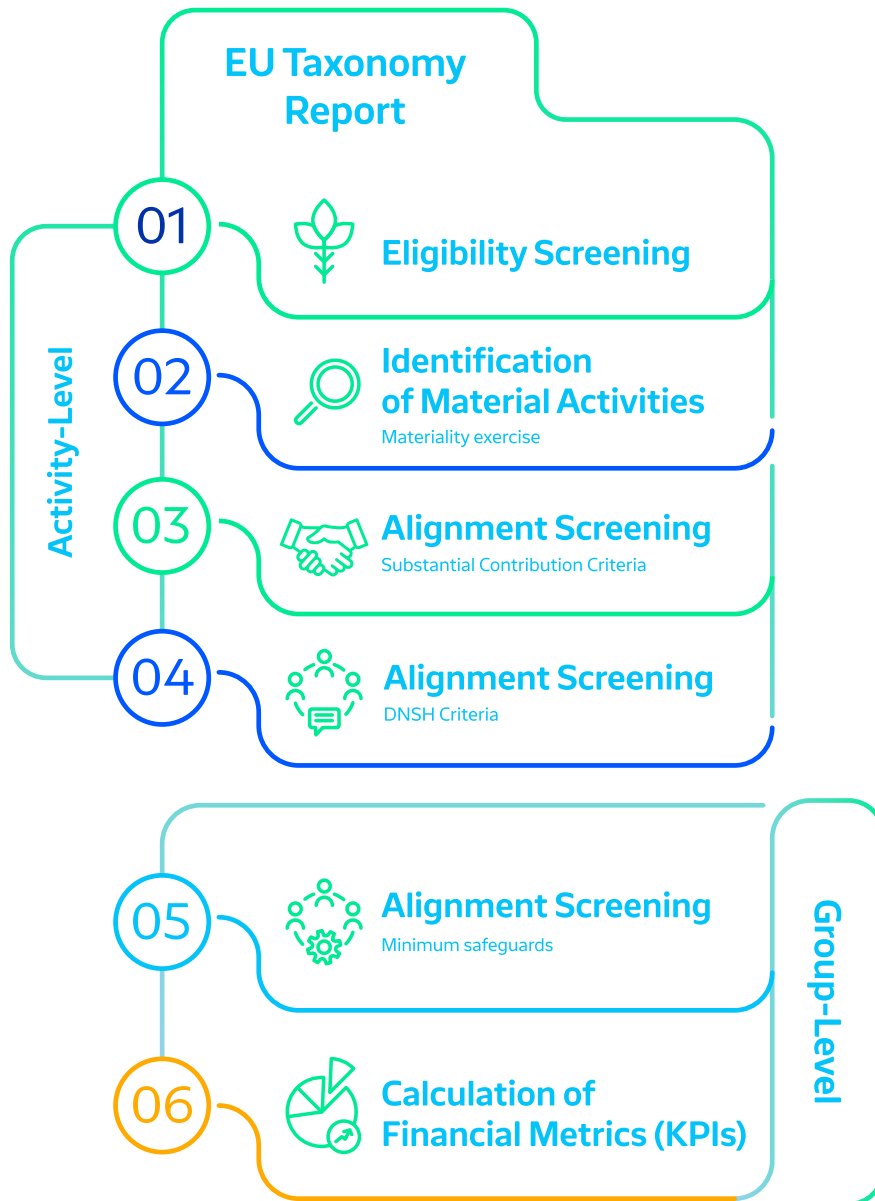 EU Taxonomy
Report
Activity-Level
01
Eligibility Screening
02
Identification
of Material Activities
Materiality exercise
03
Alignment Screening
Substantial Contribution Criteria
04
Alignment Screening
DNSH Criteria
Group-Level
05
Alignment Screening
Minimum safeguards
06
Calculation of
Financial Metrics (KPIs)